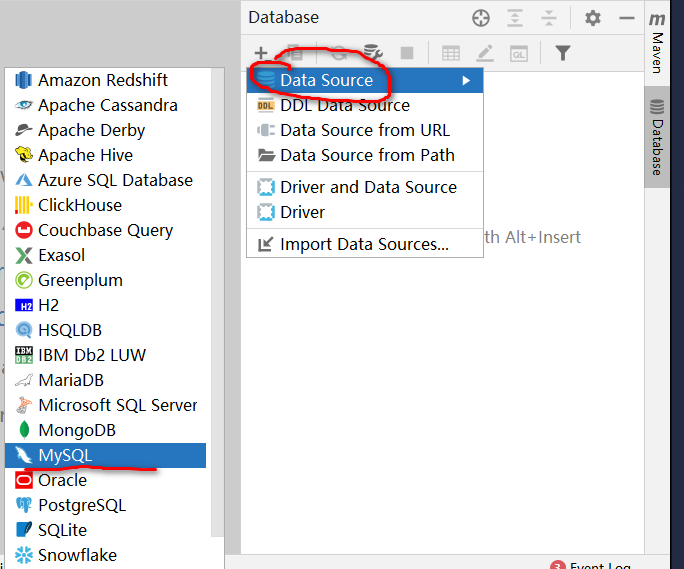 Database
Data Source
DDL Data Source
Data Source from URL
Data Source from Path
Driver and Data Source
Driver
Import Data Sources...
th Alt+Insert
Amazon Redshift
Apache Cassandra
Apache Derby
Apache Hive
Azure SQL Database
ClickHouse
Couchbase Query
Exasol
Greenplum
H2
HSQLDB
IBM Db2 LUW
MariaDB
Microsoft SQL Server
MongoDB
MySQL
Oracle
PostgreSQL
SQLite
Snowflake
Maven
Database
3 Event Log